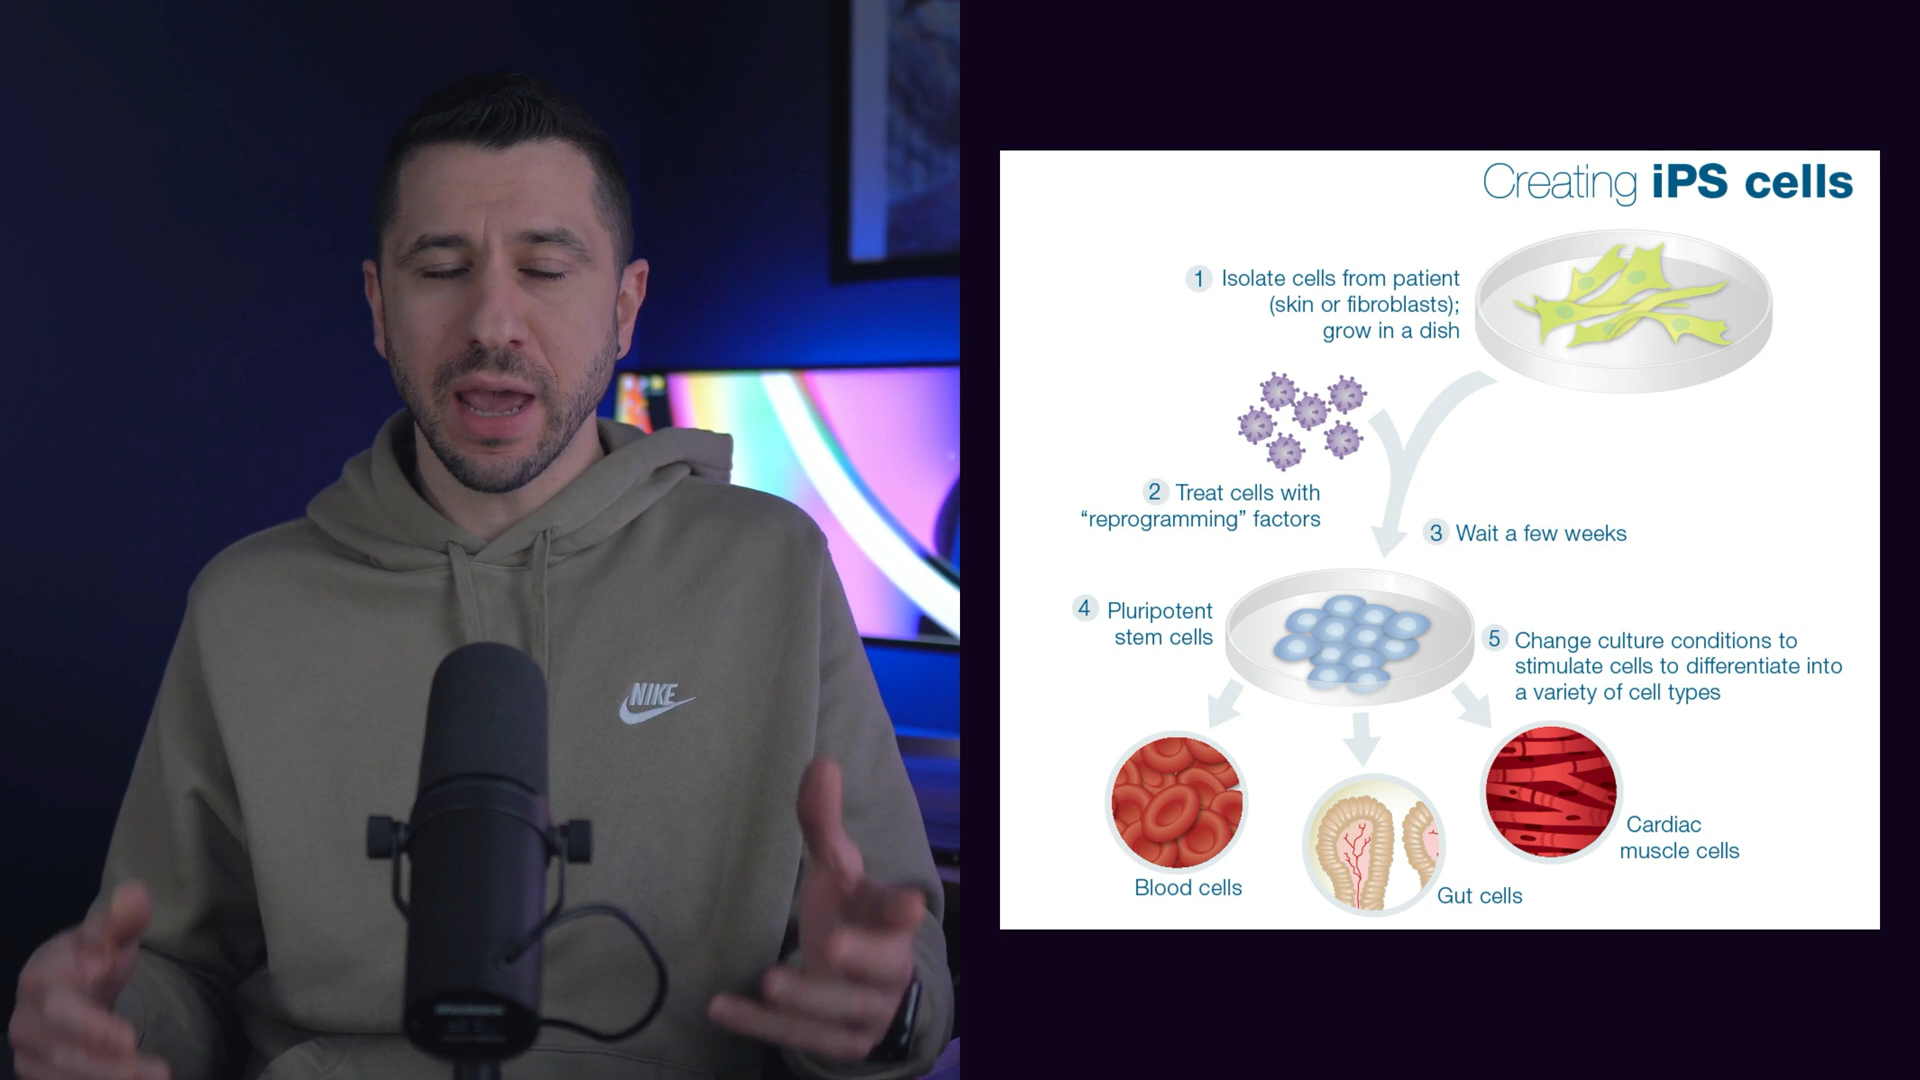 NIKE
Creating iPS cells
1 Isolate cells from patient
(skin or fibroblasts);
grow in a dish
2 Treat cells with
“reprogramming” factors
3 Wait a few weeks
4 Pluripotent
stem cells
5 Change culture conditions to
stimulate cells to differentiate into
a variety of cell types
Blood cells
Gut cells
Cardiac
muscle cells